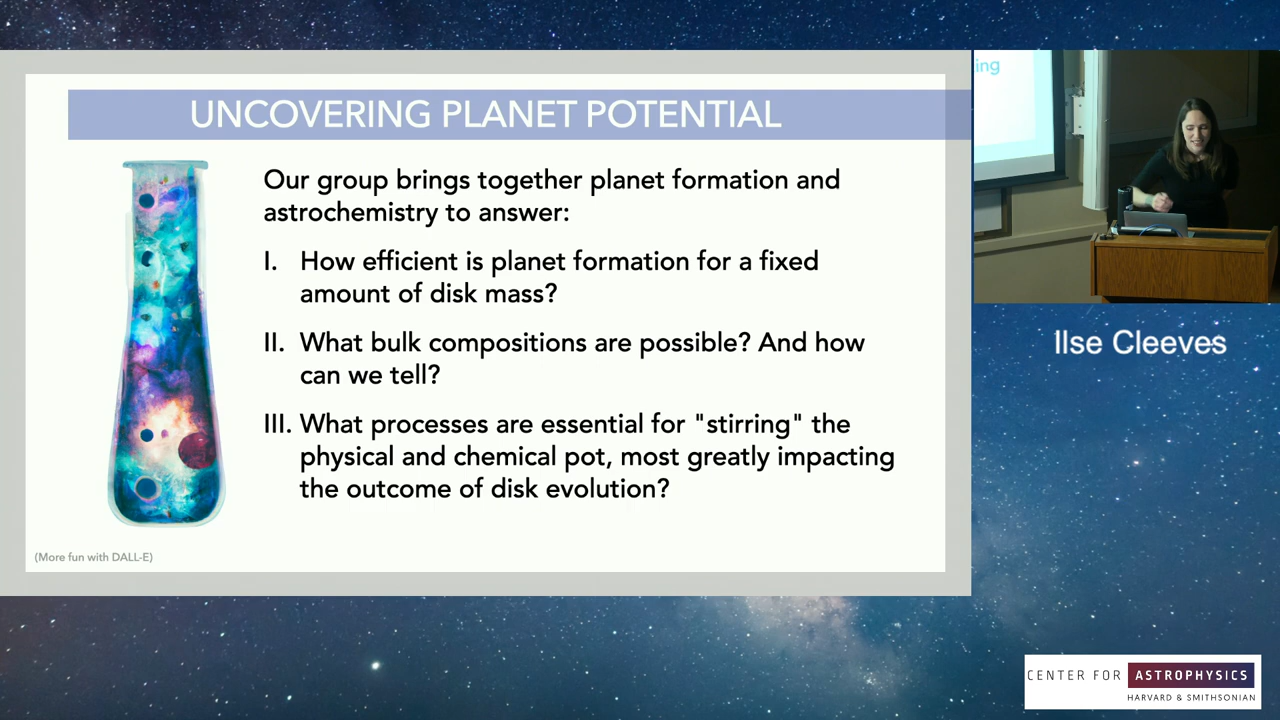 UNCOVERING PLANET POTENTIAL
Our group brings together planet formation and
astrochemistry to answer:
I. How efficient is planet formation for a fixed
amount of disk mass?
II. What bulk compositions are possible? And how
can we tell?
III. What processes are essential for "stirring" the
physical and chemical pot, most greatly impacting
the outcome of disk evolution?
(More fun with DALL-E)
ing
Ilse Cleeves
CENTER FOR ASTROPHYSICS
HARVARD & SMITHSONIAN